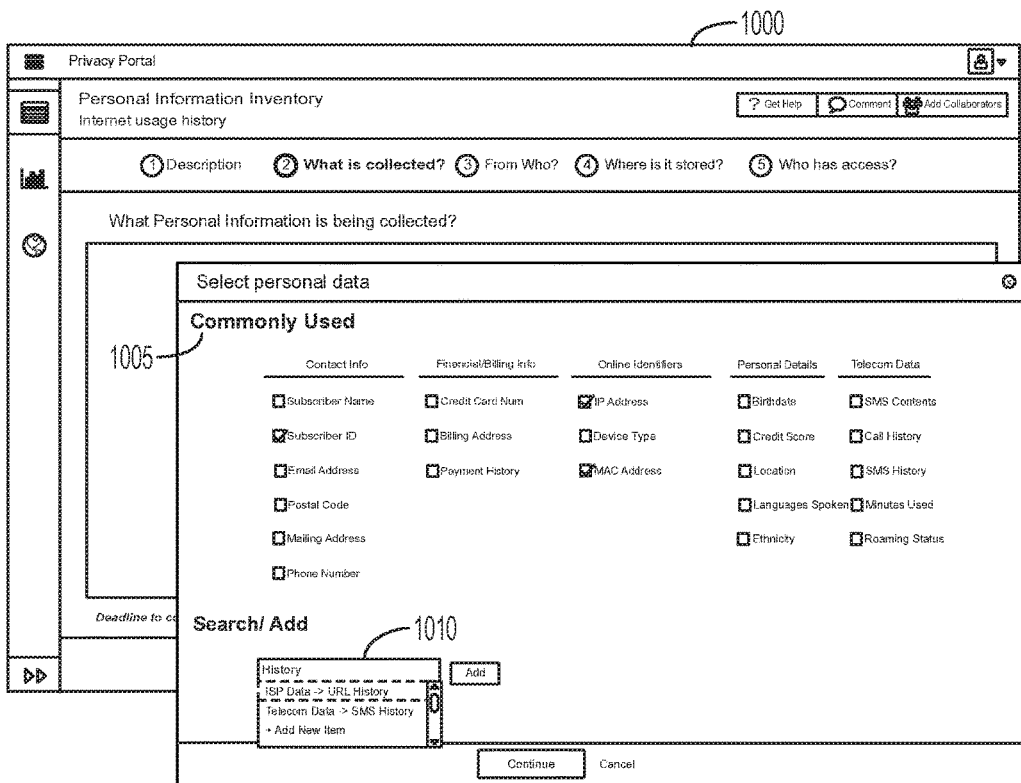 1000
Privacy Portal
Personal Information Inventory
Internet usage history
? Get Help
Comment
Add Collaborators
1 Description
2 What is collected?
3 From Who?
4 Where is it stored?
5 Who has access?
What Personal Information is being collected?
Select personal data
Commonly Used
1005
Contact Info
Subscriber Name
Subscriber ID
Email Address
Postal Code
Mailing Address
Phone Number
Financial/Billing Info
Credit Card Num
Billing Address
Payment History
Online Identifiers
IP Address
Device Type
MAC Address
Personal Details
Birthdate
Credit Score
Location
Languages Spoken
Ethnicity
Telecom Data
SMS Contents
Call History
SMS History
Minutes Used
Roaming Status
Deadline to
Search/ Add
1010
History
Add
ISP Data -> URL History
Telecom Data -> SMS History
+ Add New Item
Continue
Cancel